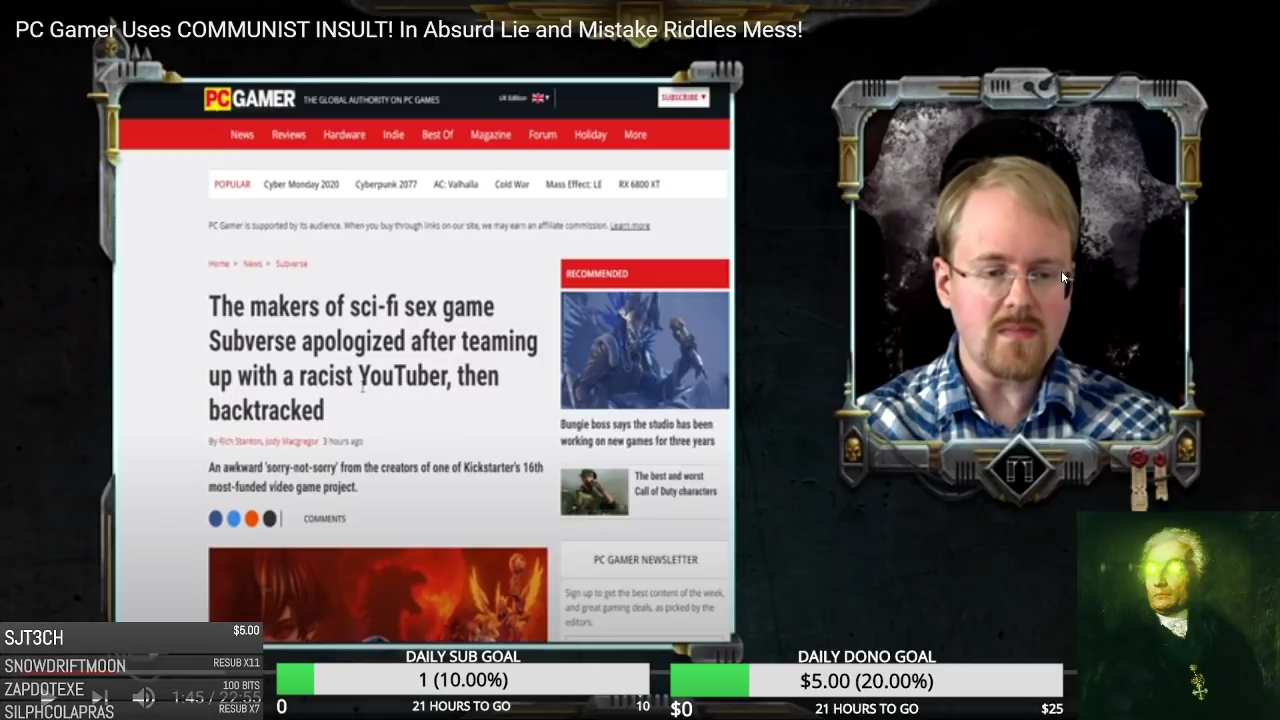 PC Gamer Uses COMMUNIST INSULT! In Absurd Lie and Mistake Riddles Mess!
PC GAMER THE GLOBAL AUTHORITY ON PC GAMES
UK Edition
SUBSCRIBE
News Reviews Hardware Indie Best Of Magazine Forum Holiday More
POPULAR Cyber Monday 2020 Cyberpunk 2077 AC: Valhalla Cold War Mass Effect: LE RX 6800 XT
PC Gamer is supported by its audience. When you buy through links on our site, we may earn an affiliate commission. Learn more
Home News Subverse
The makers of sci-fi sex game
Subverse apologized after teaming
up with a racist YouTuber, then
backtracked
By Rich Stanton, Jody Macgregor 3 hours ago
An awkward 'sorry-not-sorry' from the creators of one of Kickstarter's 16th
most-funded video game project.
COMMENTS
RECOMMENDED
Bungie boss says the studio has been
working on new games for three years
The best and worst
Call of Duty characters
PC GAMER NEWSLETTER
Sign up to get the best content of the week,
and great gaming deals, as picked by the
editors.
SJT3CH $5.00
SNOWDRIFTMOON RESUB X11
ZAPDOTEXE 100 BITS
SILPHCOLAPRAS RESUB X7
1:45 / 22:55
DAILY SUB GOAL
1 (10.00%)
0 21 HOURS TO GO 10
DAILY DONO GOAL
$5.00 (20.00%)
$0 21 HOURS TO GO $25